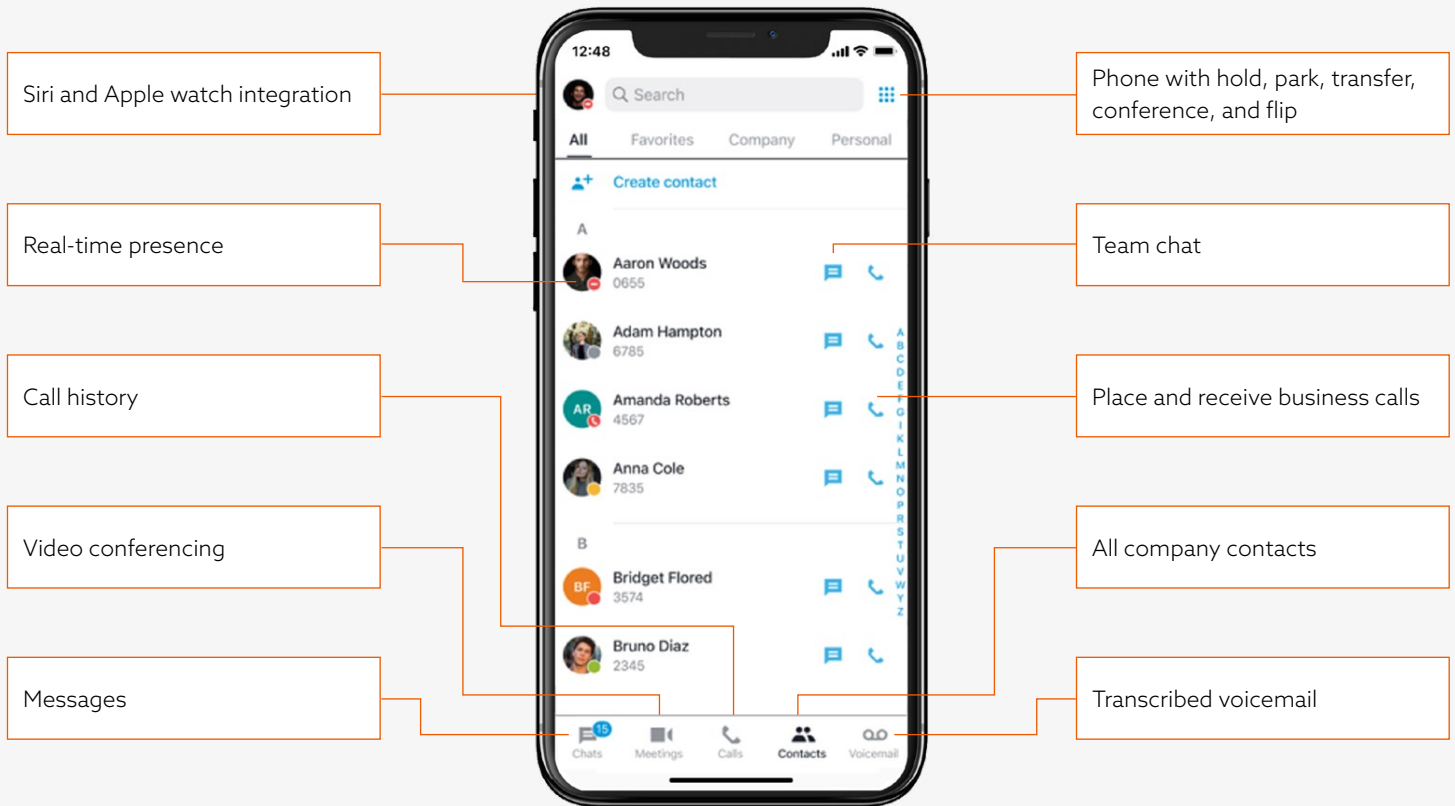 Siri and Apple watch integration
Real-time presence
Call history
Video conferencing
Messages
12:48
Search
All Favorites Company Personal
Create contact
A
Aaron Woods
0655
Adam Hampton
6785
AR
Amanda Roberts
4567
Anna Cole
7835
B
BF
Bridget Flored
3574
Bruno Diaz
2345
A
B
C
D
E
F
G
I
K
L
M
N
O
P
R
S
T
U
V
W
Y
Z
15
Chats Meetings Calls Contacts Voicemail
Phone with hold, park, transfer,
conference, and flip
Team chat
Place and receive business calls
All company contacts
Transcribed voicemail